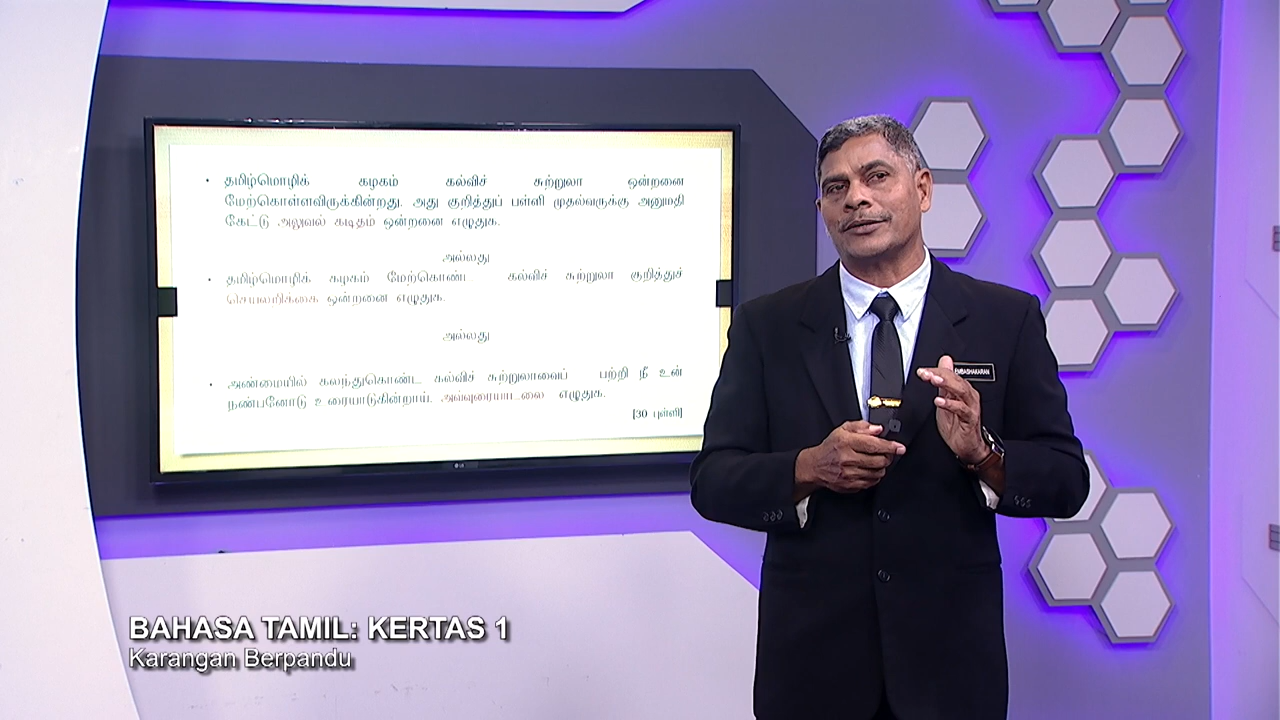 • தமிழ்மொழிக் கழகம் கல்விச் சுற்றுலா ஒன்றனை
மேற்கொள்ளவிருக்கின்றது. அது குறித்துப் பள்ளி முதல்வருக்கு அனுமதி
கேட்டு அலுவல் கடிதம் ஒன்றனை எழுதுக.
அல்லது
• தமிழ்மொழிக் கழகம் மேற்கொண்ட கல்விச் சுற்றுலா குறித்துச்
செயலறிக்கை ஒன்றனை எழுதுக.
அல்லது
• அண்மையில் கலந்துகொண்ட கல்விச் சுற்றுலாவைப் பற்றி நீ உன்
நண்பனோடு உரையாடுகின்றாய். அவ்வுரையாடலை எழுதுக.
[30 புள்ளி]
LG
EMBASHAKARAN
BAHASA TAMIL: KERTAS 1
Karangan Berpandu